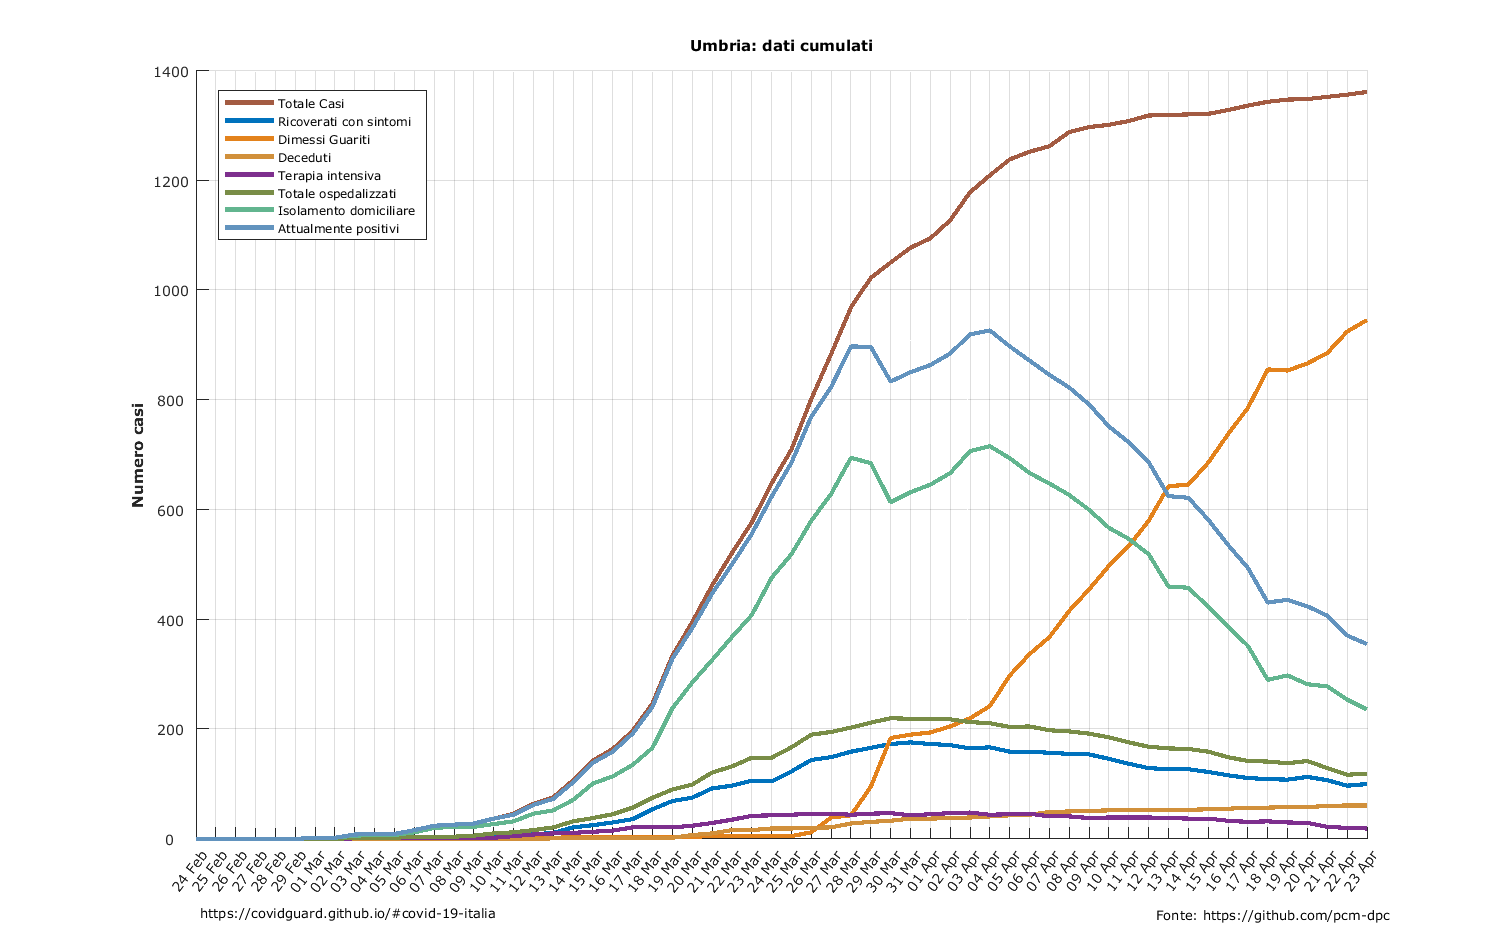 Umbria: dati cumulati
1400
1200
1000
800
600
400
200
0
Numero casi
Totale Casi
Ricoverati con sintomi
Dimessi Guariti
Deceduti
Terapia intensiva
Totale ospedalizzati
Isolamento domiciliare
Attualmente positivi
24 Feb
25 Feb
26 Feb
27 Feb
28 Feb
29 Feb
01 Mar
02 Mar
03 Mar
04 Mar
05 Mar
06 Mar
07 Mar
08 Mar
09 Mar
10 Mar
11 Mar
12 Mar
13 Mar
14 Mar
15 Mar
16 Mar
17 Mar
18 Mar
19 Mar
20 Mar
21 Mar
22 Mar
23 Mar
24 Mar
25 Mar
26 Mar
27 Mar
28 Mar
29 Mar
30 Mar
31 Mar
01 Apr
02 Apr
03 Apr
04 Apr
05 Apr
06 Apr
07 Apr
08 Apr
09 Apr
10 Apr
11 Apr
12 Apr
13 Apr
14 Apr
15 Apr
16 Apr
17 Apr
18 Apr
19 Apr
20 Apr
21 Apr
22 Apr
23 Apr
https://covidguard.github.io/#covid-19-italia
Fonte: https://github.com/pcm-dpc